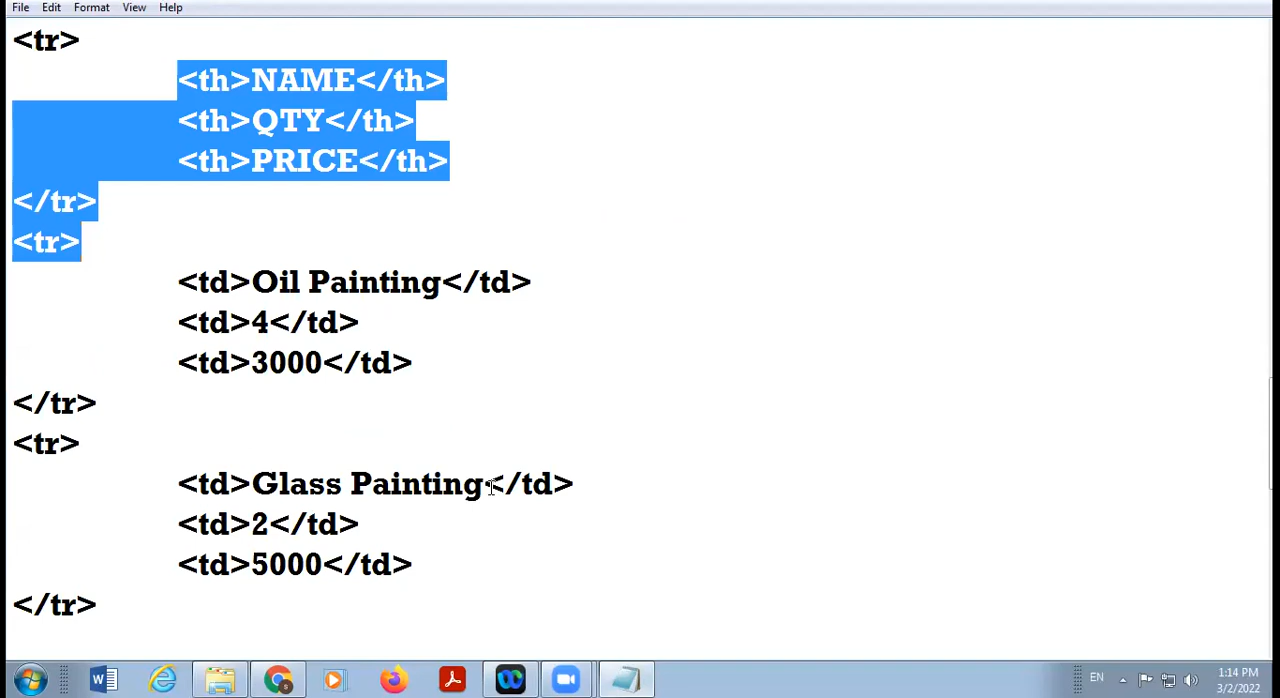 File Edit Format View Help
<tr>
<th>NAME</th>
<th>QTY</th>
<th>PRICE</th>
</tr>
<tr>
<td>Oil Painting</td>
<td>4</td>
<td>3000</td>
</tr>
<tr>
<td>Glass Painting</td>
<td>2</td>
<td>5000</td>
</tr>
EN
1:14 PM
3/2/2022